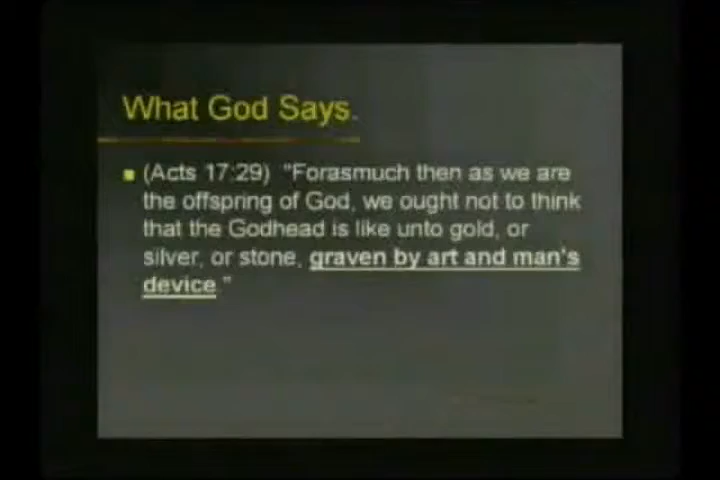 What God Says.
(Acts 17:29) "Forasmuch then as we are
the offspring of God, we ought not to think
that the Godhead is like unto gold, or
silver, or stone, graven by art and man's
device."